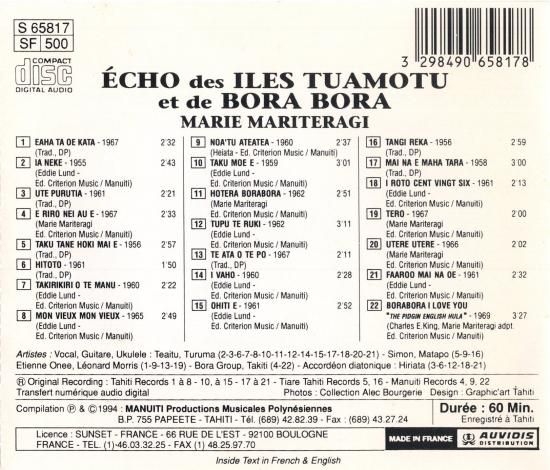 S 65817
SF 500
COMPACT
disc
DIGITAL AUDIO
3 298490 658178
ÉCHO des ILES TUAMOTU
et de BORA BORA
MARIE MARITERAGI
1 EAHA TA OE KATA - 1967 2'32
(Trad., DP)
2 IA NEKE - 1955 2'43
(Eddie Lund -
Ed. Criterion Music / Manuiti)
3 UTE PURUTIA - 1961 2'21
(Trad., DP)
4 E RIRO NEI AU E - 1967 2'33
(Marie Mariteragi
Ed. Criterion Music / Manuiti)
5 TAKU TANE HOKI MAI E - 1956 2'57
(Trad., DP)
6 HITOTO - 1961 1'50
(Trad., DP)
7 TAKIRIKIRI O TE MANU - 1960 2'22
(Eddie Lund -
Ed. Criterion Music / Manuiti)
8 MON VIEUX MON VIEUX - 1965 2'49
(Eddie Lund -
Ed. Criterion Music / Manuiti)
9 NOA'TU ATEATEA - 1960 2'37
(Heiata - Ed. Criterion Music / Manuiti)
10 TAKU MOE E - 1959 3'01
(Eddie Lund -
Ed. Criterion Music / Manuiti)
11 HOTERA BORABORA - 1962 2'51
(Marie Mariteragi
Ed. Criterion Music / Manuiti)
12 TUPU TE RUKI - 1962 3'11
(Eddie Lund -
Ed. Criterion Music / Manuiti)
13 TE ATA O TE PO - 1967 2'11
(Trad., DP)
14 I VAHO - 1960 2'28
(Eddie Lund -
Ed. Criterion Music / Manuiti)
15 OHITI E - 1961 2'52
(Eddie Lund -
Ed. Criterion Music / Manuiti)
16 TANGI REKA - 1956 2'59
(Trad., DP)
17 MAI NA E MAHA TARA - 1958 3'00
(Trad., DP)
18 I ROTO CENT VINGT SIX - 1961 2'13
(Eddie Lund -
Ed. Criterion Music / Manuiti)
19 TERO - 1967 2'00
(Marie Mariteragi
Ed. Criterion Music / Manuiti)
20 UTERE UTERE - 1966 2'02
(Eddie Lund -
Ed. Criterion Music / Manuiti)
21 FAAROO MAI NA OE - 1961 2'32
(Eddie Lund -
Ed. Criterion Music / Manuiti)
22 BORABORA I LOVE YOU
"THE PIDGIN ENGLISH HULA" - 1969 3'27
(Charles E.King, Marie Mariteragi adpt.
Ed. Criterion Music / Manuiti)
Artistes : Vocal, Guitare, Ukulele : Teaitu, Turuma (2-3-6-7-8-10-11-12-14-15-17-18-20-21) - Simon, Matapo (5-9-16)
Etienne Onee, Léonard Morris (1-9-13-19) - Bora Group, Takiti (4-22) - Accordéon diatonique : Hiriata (3-6-12-18-21)
Ⓡ Original Recording : Tahiti Records 1 à 8 - 10, à 15 - 17 à 21 - Tiare Tahiti Records 5, 16 - Manuiti Records 4, 9, 22
Transfert numérique audio digital Photos : Collection Alec Bourgerie Design : Graphic'art Tahiti
Compilation Ⓟ & © 1994 : MANUITI Productions Musicales Polynésiennes
B.P. 755 PAPEETE - TAHITI - Tél. (689) 42.82.39 - Fax : (689) 43.27.24
Durée : 60 Min.
Enregistré à Tahiti
Licence : SUNSET - FRANCE - 66 RUE DE L'EST - 92100 BOULOGNE
FRANCE - TEL.(1)-46.03.32.25 - Fax : (1) 48.25.97.70
MADE IN FRANCE
AUVIDIS
DISTRIBUTION
Inside Text in French & English